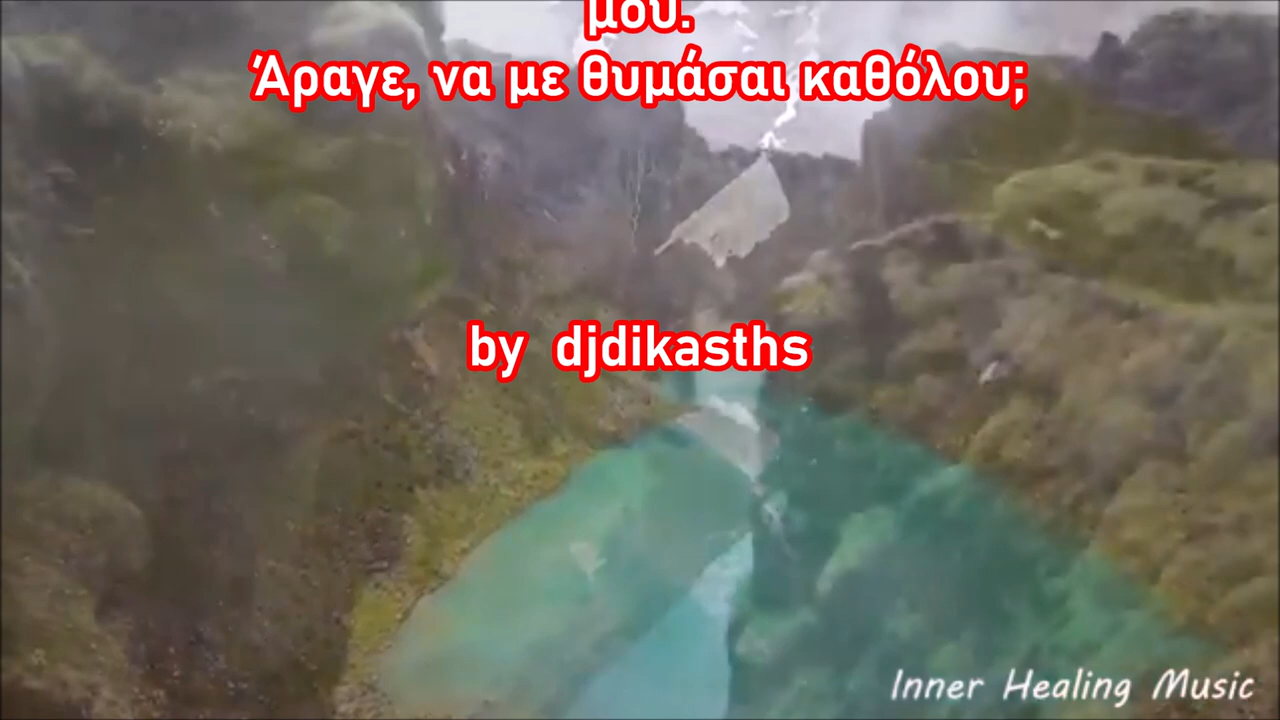 μου.
Άραγε, να με θυμάσαι καθόλου;
by djdikasths
Inner Healing Music